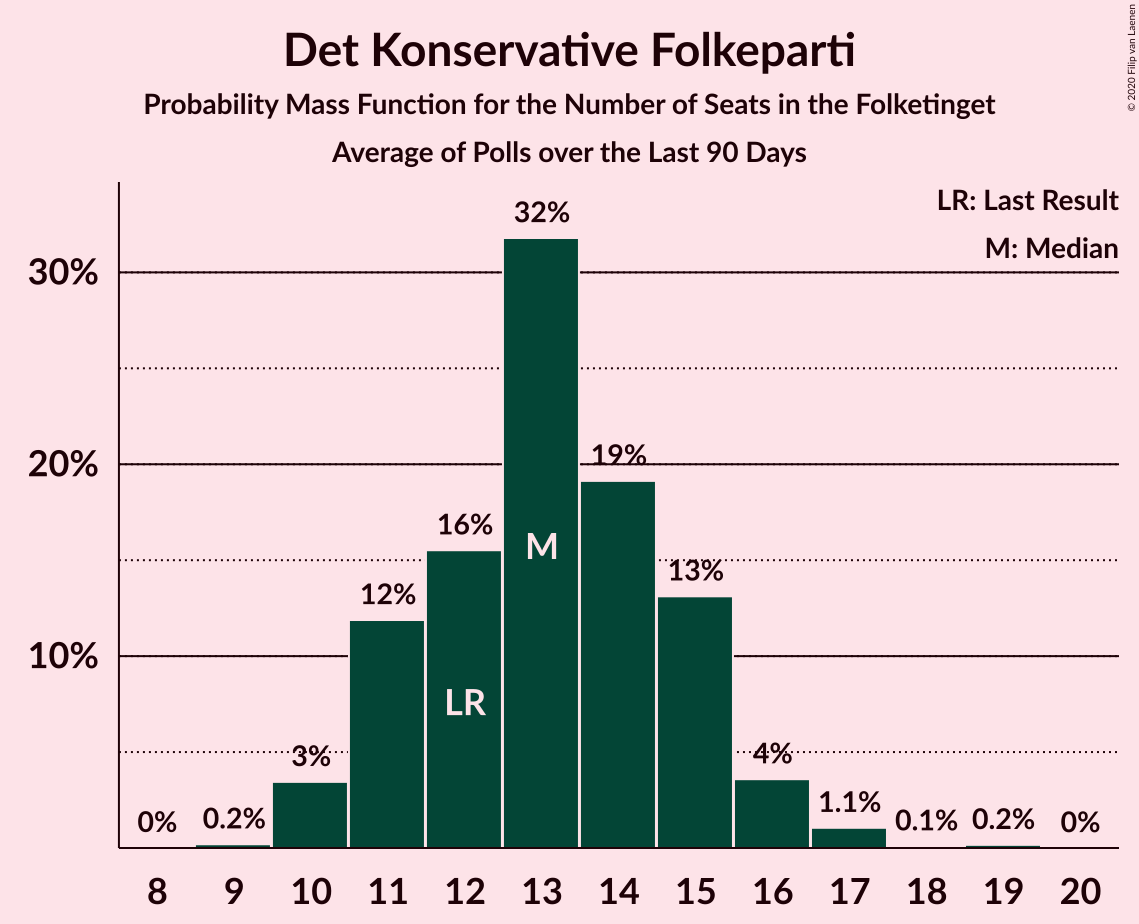 Det Konservative Folkeparti
Probability Mass Function for the Number of Seats in the Folketinget
Average of Polls over the Last 90 Days
© 2020 Filip van Laenen
LR: Last Result
M: Median
30%
20%
10%
0%
0.2%
3%
12%
16%
32%
19%
13%
4%
1.1%
0.1%
0.2%
0%
LR
M
8 9 10 11 12 13 14 15 16 17 18 19 20